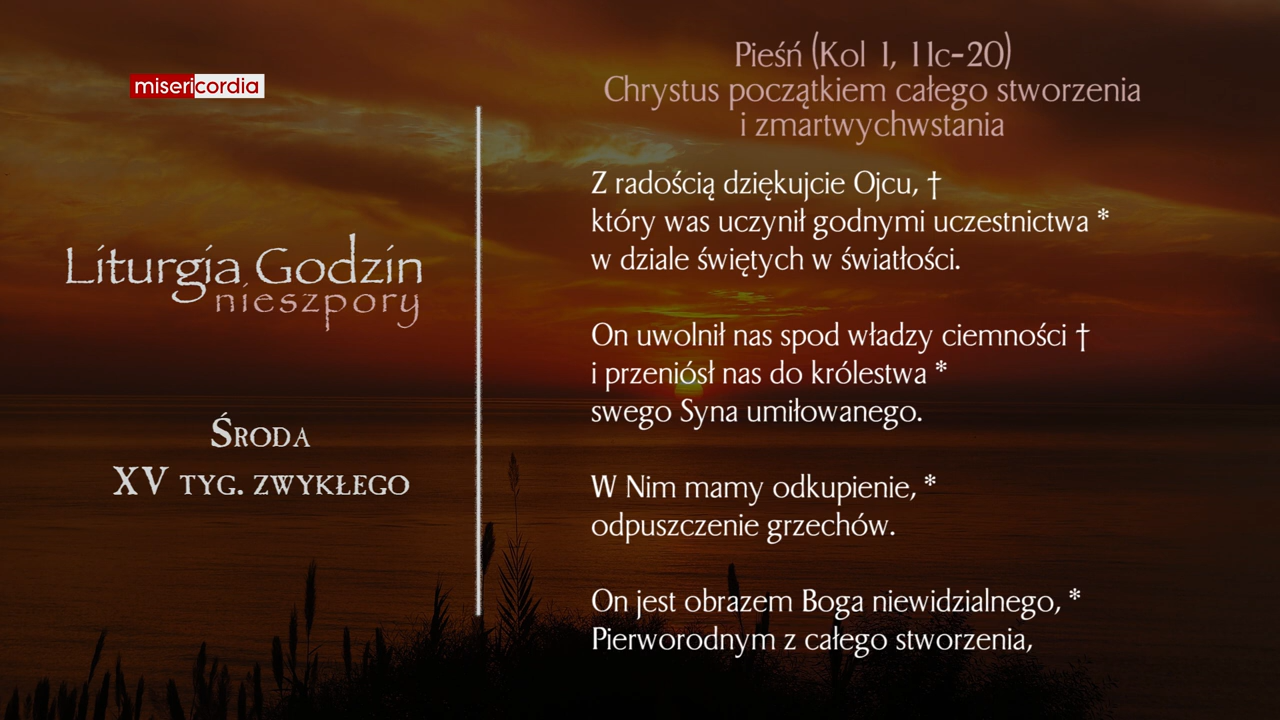 misericordia
Liturgia Godzin
nieszpory
Środa
XV tyg. zwykłego
Pieśń (Kol 1, 11c-20)
Chrystus początkiem całego stworzenia
i zmartwychwstania
Z radością dziękujcie Ojcu, †
który was uczynił godnymi uczestnictwa *
w dziale świętych w światłości.
On uwolnił nas spod władzy ciemności †
i przeniósł nas do królestwa *
swego Syna umiłowanego.
W Nim mamy odkupienie, *
odpuszczenie grzechów.
On jest obrazem Boga niewidzialnego, *
Pierworodnym z całego stworzenia,